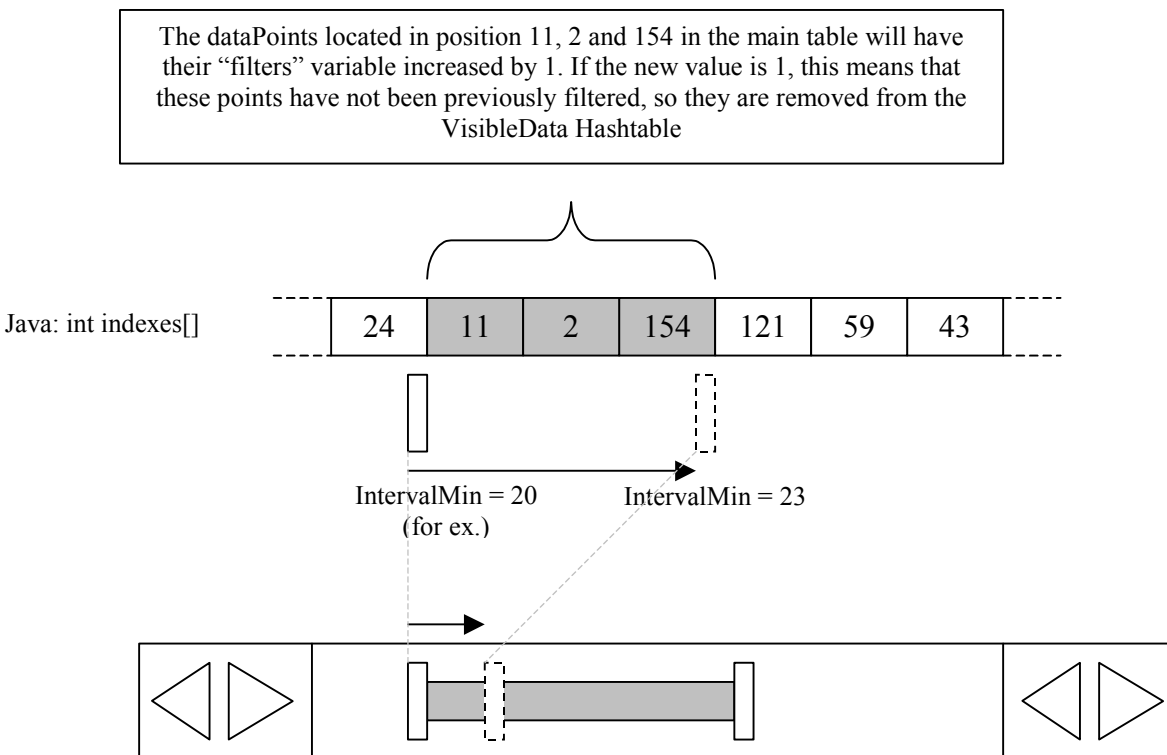 The dataPoints located in position 11, 2 and 154 in the main table will have
their “filters” variable increased by 1. If the new value is 1, this means that
these points have not been previously filtered, so they are removed from the
VisibleData Hashtable
Java: int indexes[]
24 11 2 154 121 59 43
IntervalMin = 20
(for ex.)
IntervalMin = 23